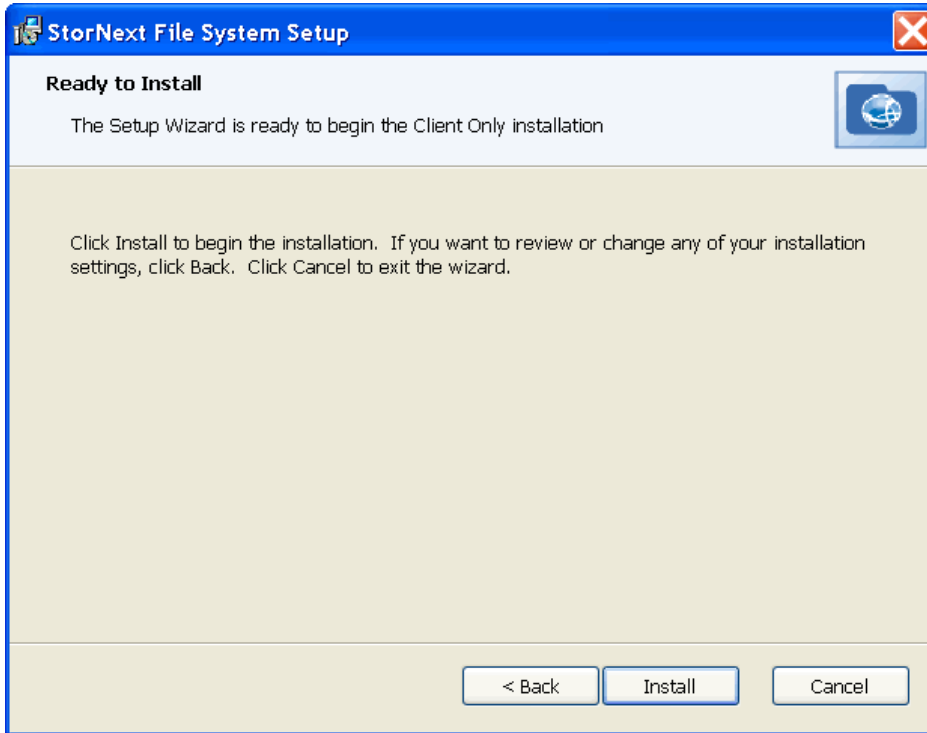 StorNext File System Setup
Ready to Install
The Setup Wizard is ready to begin the Client Only installation
Click Install to begin the installation.  If you want to review or change any of your installation
settings, click Back.  Click Cancel to exit the wizard.
< Back
Install
Cancel